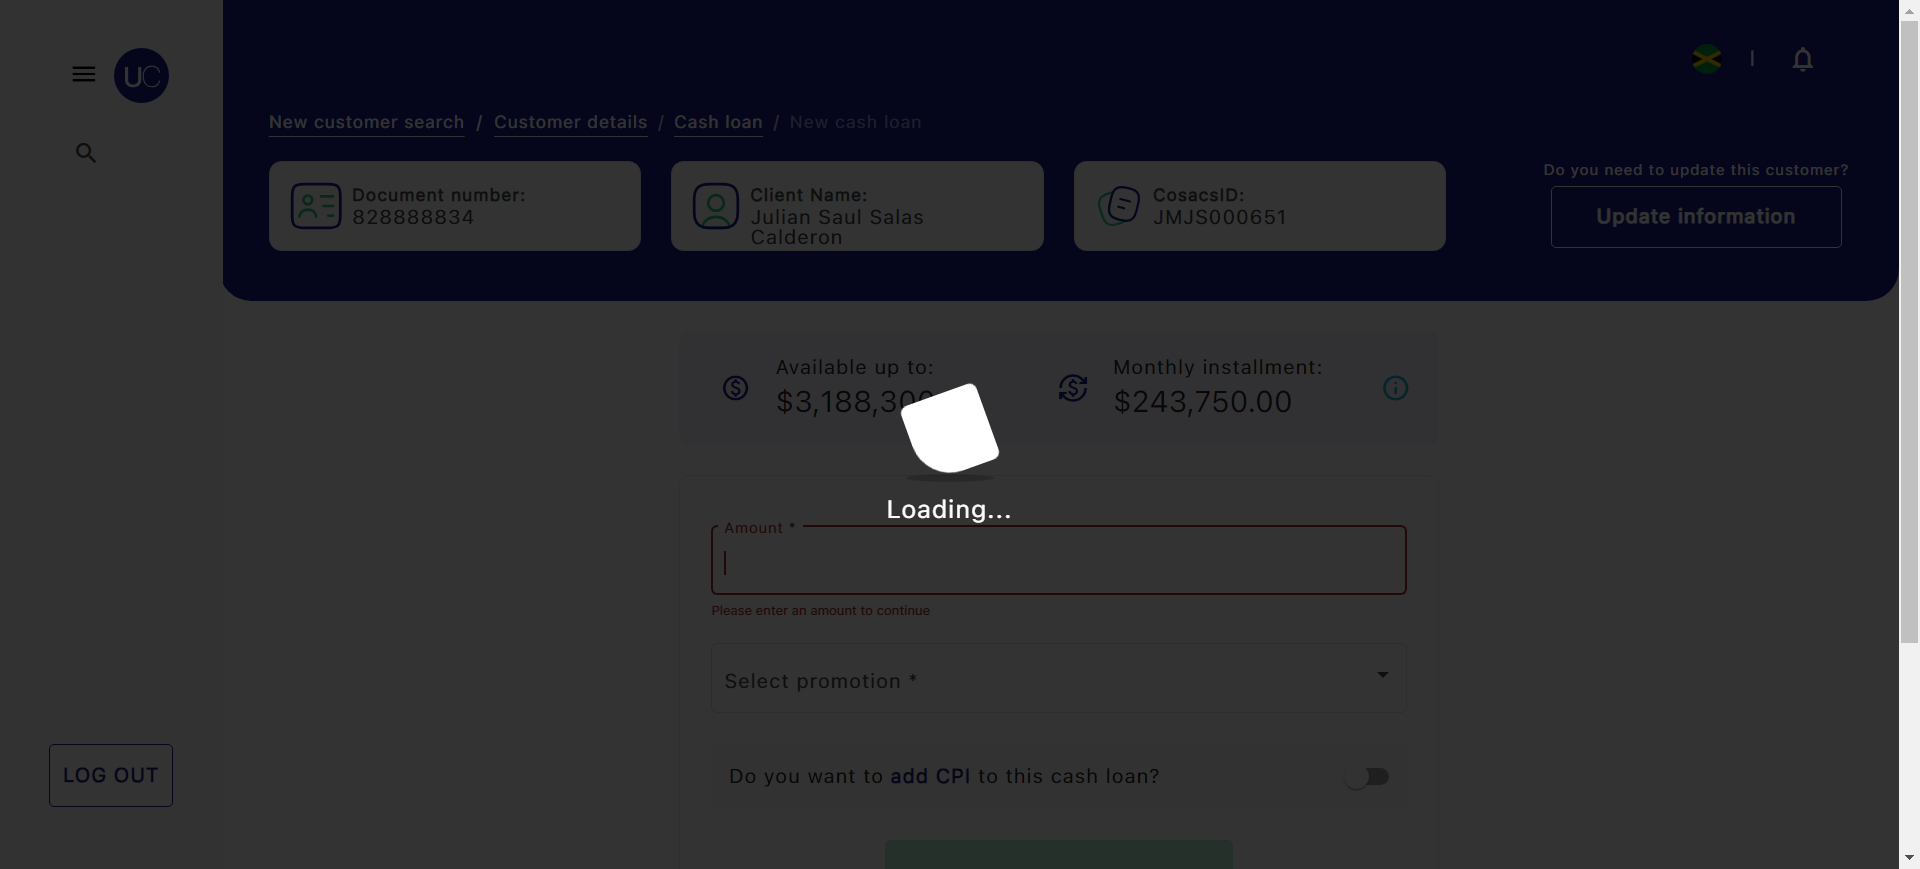 UC
New customer search / Customer details / Cash loan / New cash loan
Document number:
828888834
Client Name:
Julian Saul Salas
Calderon
CosacsID:
JMJS000651
Do you need to update this customer?
Update information
Available up to:
$3,188,300
Monthly installment:
$243,750.00
Loading...
Amount *
Please enter an amount to continue
Select promotion *
Do you want to add CPI to this cash loan?
LOG OUT